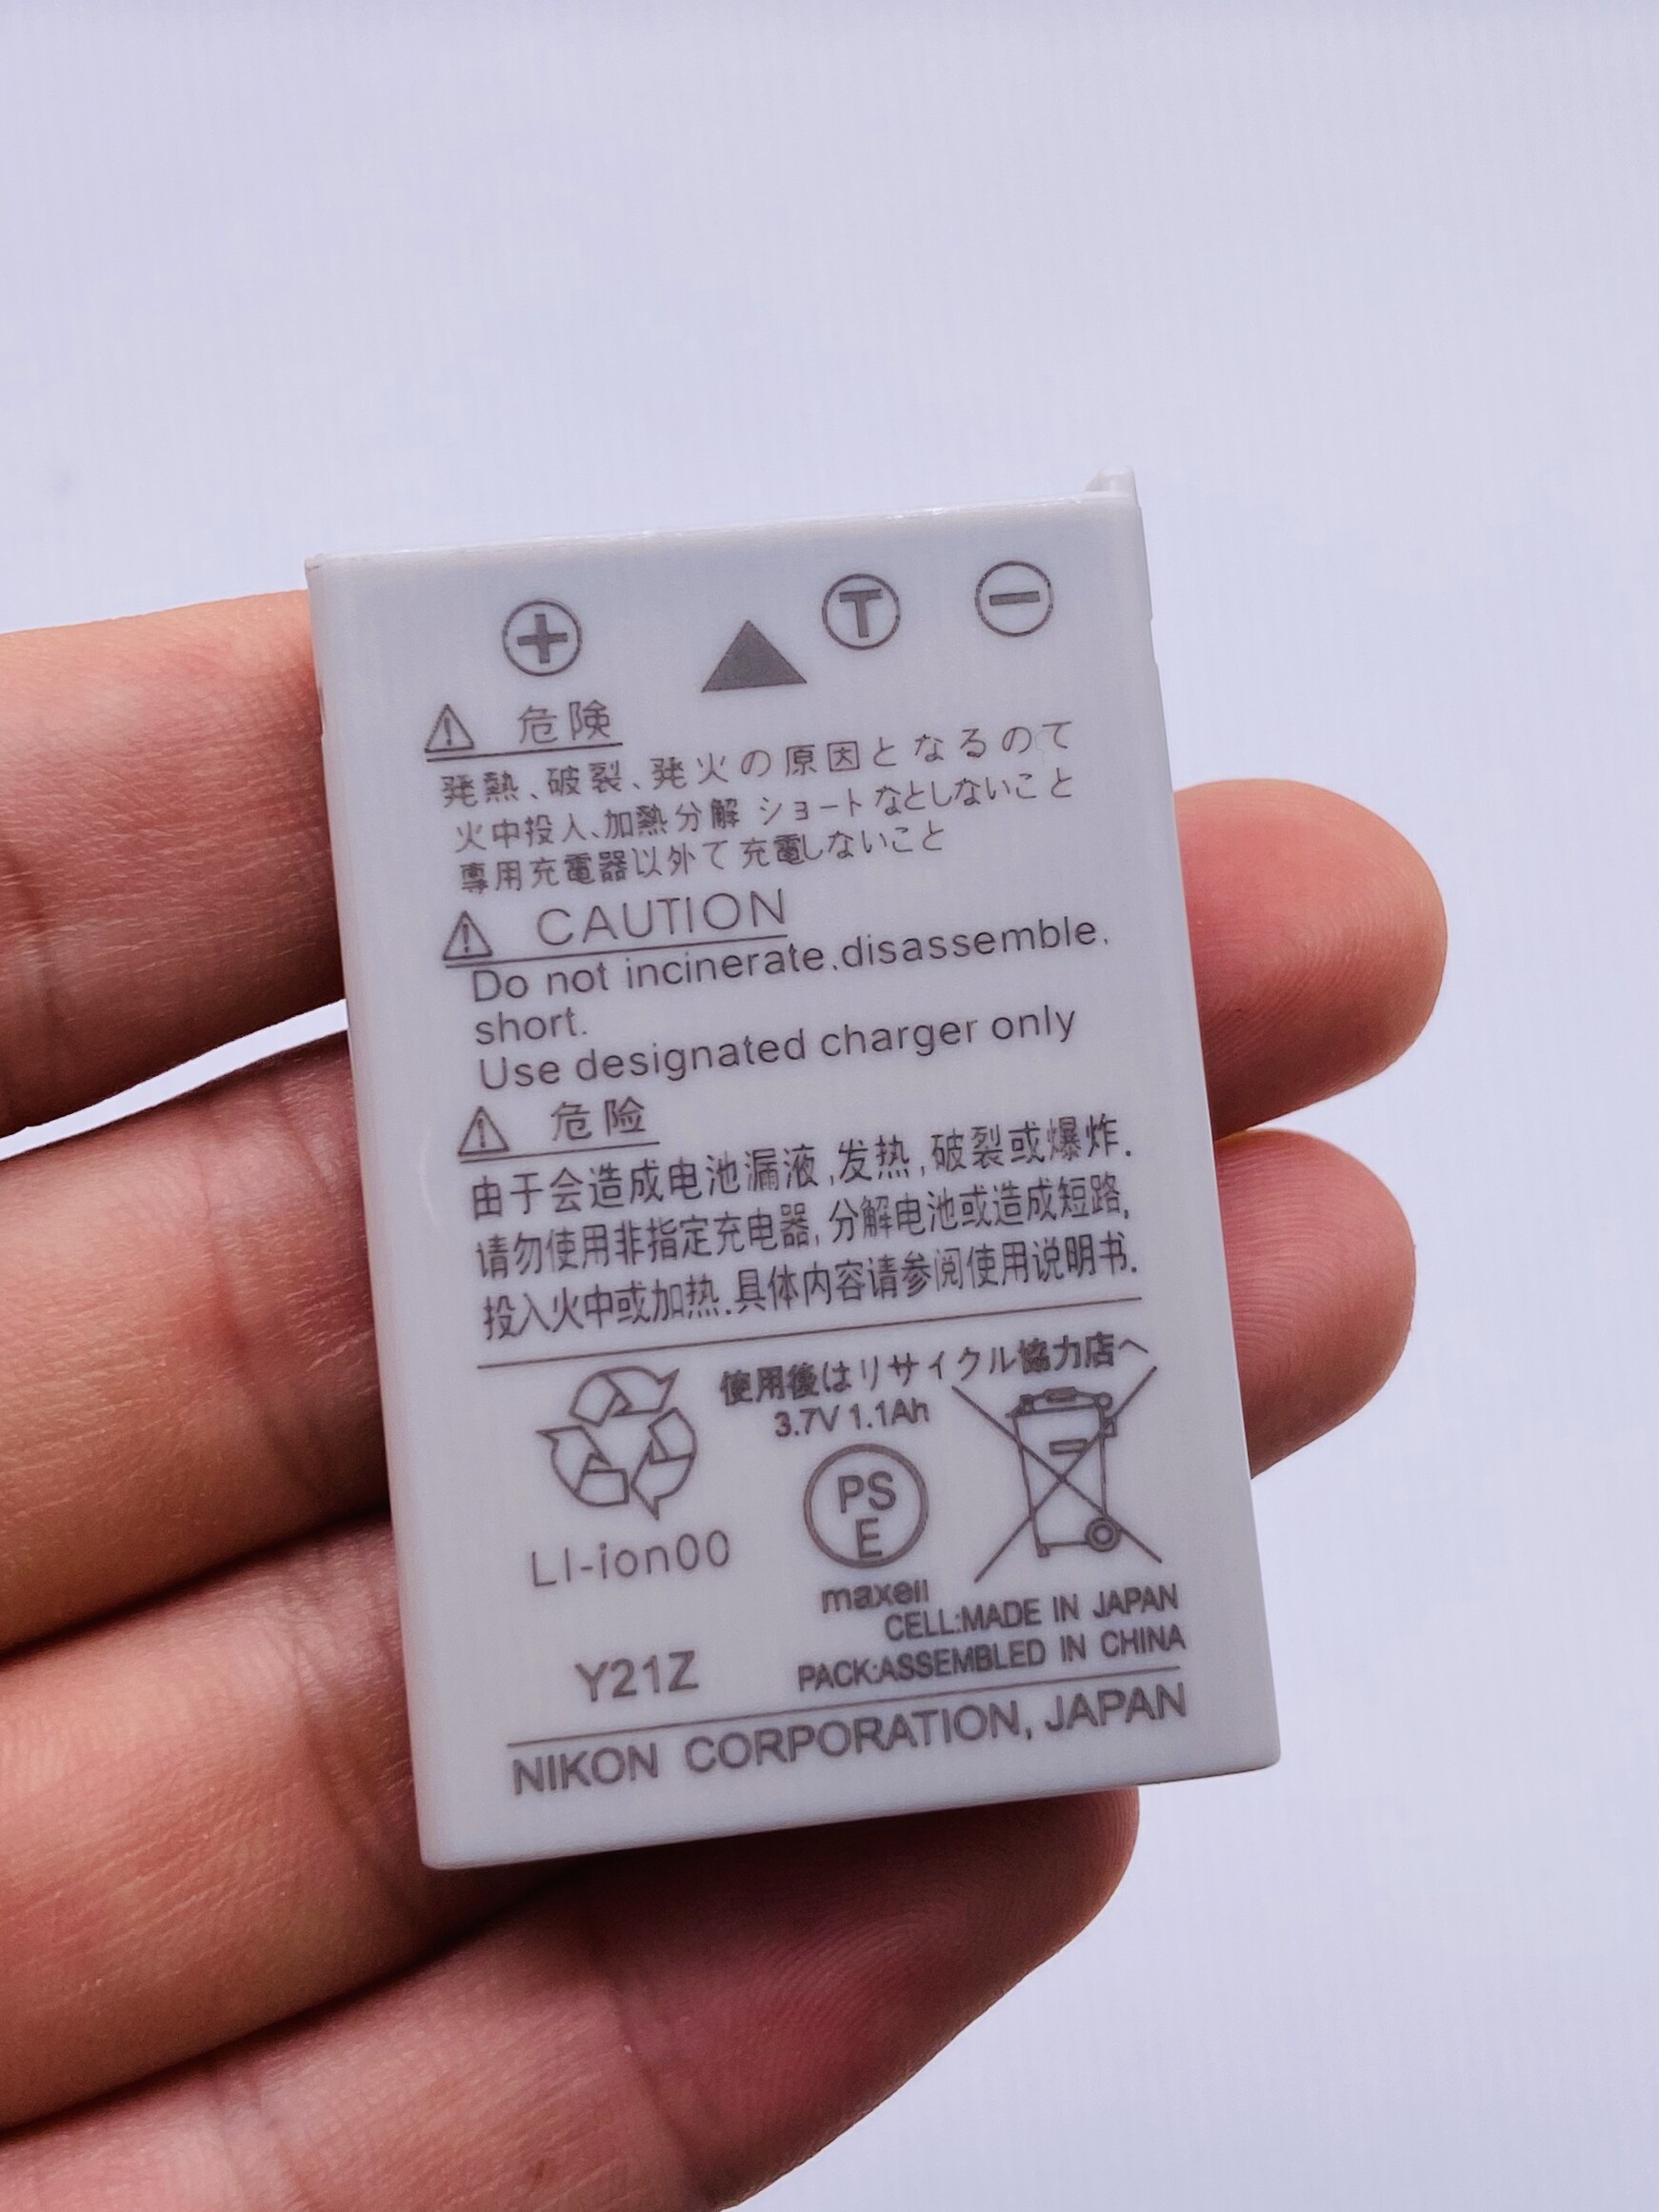 + T −
危険
発熱、破裂、発火の原因となるのて
火中投入、加熱分解 ショートなとしないこと
専用充電器以外て 充電しないこと
CAUTION
Do not incinerate.disassemble.
short.
Use designated charger only
危险
由于会造成电池漏液,发热,破裂或爆炸.
请勿使用非指定充电器,分解电池或造成短路,
投入火中或加热.具体内容请参阅使用说明书.
使用後はリサイクル協力店へ
3.7V 1.1Ah
PS
E
LI-ion00
maxell
CELL:MADE IN JAPAN
PACK:ASSEMBLED IN CHINA
Y21Z
NIKON CORPORATION, JAPAN